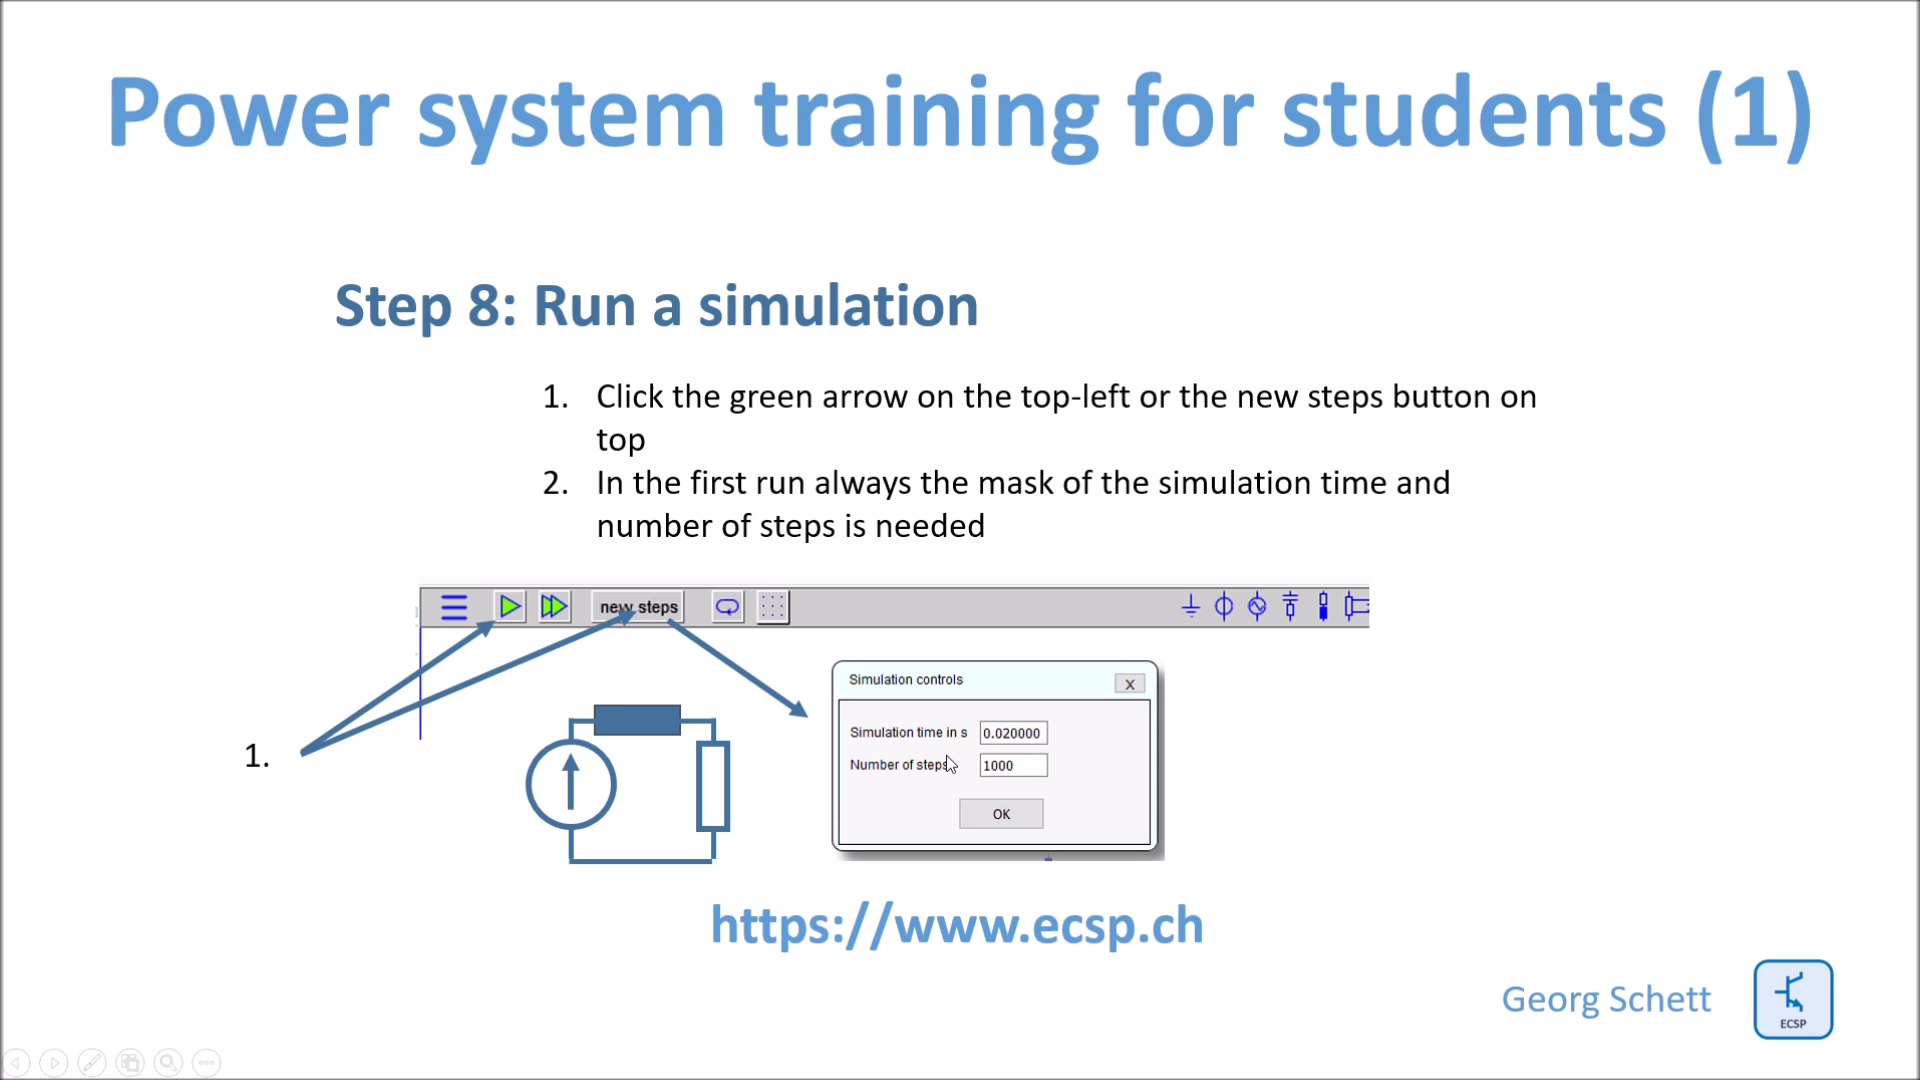 Power system training for students (1)
Step 8: Run a simulation
1. Click the green arrow on the top-left or the new steps button on
top
2. In the first run always the mask of the simulation time and
number of steps is needed
new steps
Simulation controls
X
Simulation time in s 0.020000
Number of steps 1000
OK
1.
https://www.ecsp.ch
Georg Schett
ECSP